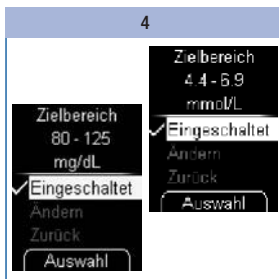 4
Zielbereich
80 - 125
mg/dL
Eingeschaltet
Ändern
Zurück
Auswahl
Zielbereich
4.4 - 6.9
mmol/L
Eingeschaltet
Ändern
Zurück
Auswahl